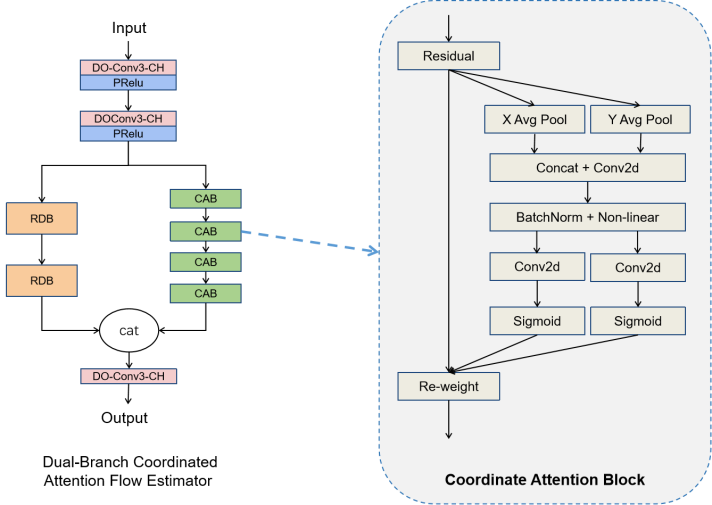 Input
DO-Conv3-CH
PRelu
DOConv3-CH
PRelu
RDB
RDB
CAB
CAB
CAB
CAB
cat
DO-Conv3-CH
Output
Dual-Branch Coordinated
Attention Flow Estimator
Residual
X Avg Pool
Y Avg Pool
Concat + Conv2d
BatchNorm + Non-linear
Conv2d
Conv2d
Sigmoid
Sigmoid
Re-weight
Coordinate Attention Block